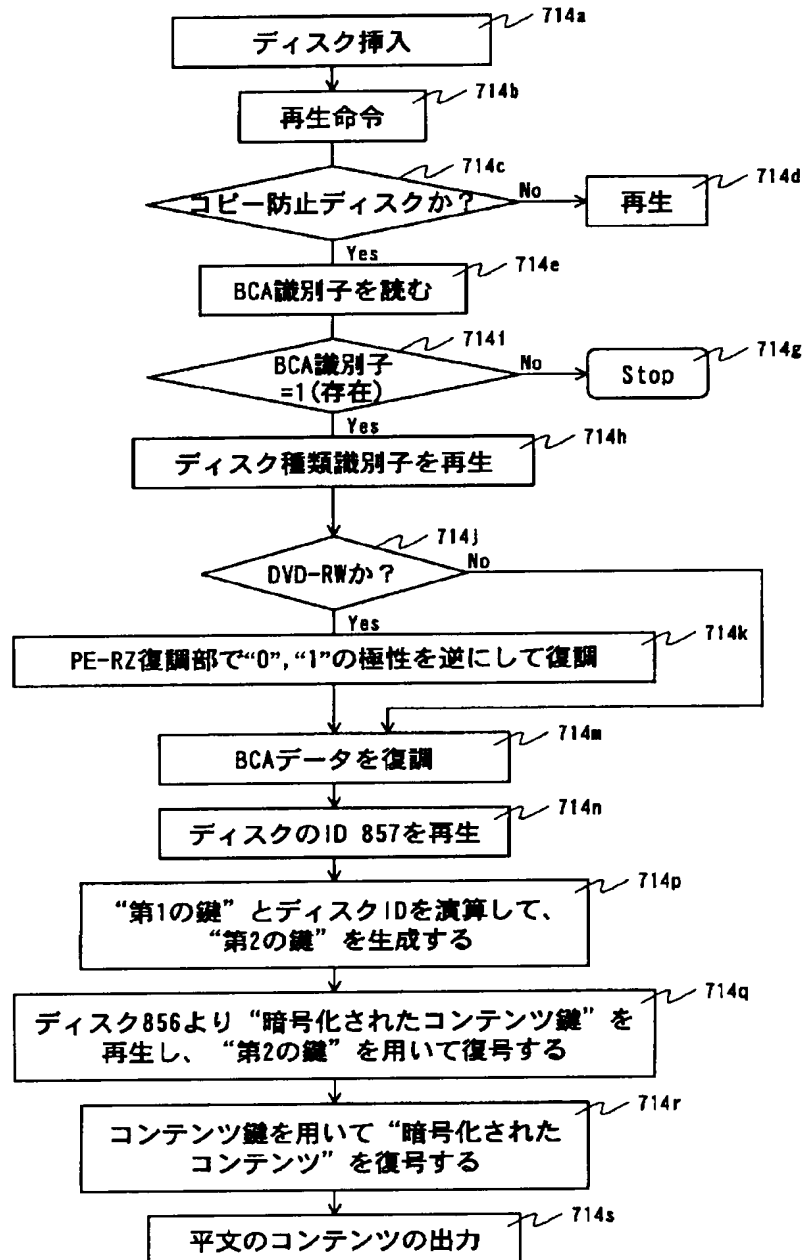 ディスク挿入
714a
再生命令
714b
コピー防止ディスクか？
714c
No
再生
714d
Yes
BCA識別子を読む
714e
BCA識別子
=1(存在)
714i
No
Stop
714g
Yes
ディスク種類識別子を再生
714h
DVD-RWか？
714j
No
Yes
PE-RZ復調部で“0”,“1”の極性を逆にして復調
714k
BCAデータを復調
714m
ディスクのID 857を再生
714n
“第1の鍵”とディスクIDを演算して、
“第2の鍵”を生成する
714p
ディスク856より“暗号化されたコンテンツ鍵”を
再生し、“第2の鍵”を用いて復号する
714q
コンテンツ鍵を用いて“暗号化された
コンテンツ”を復号する
714r
平文のコンテンツの出力
714s